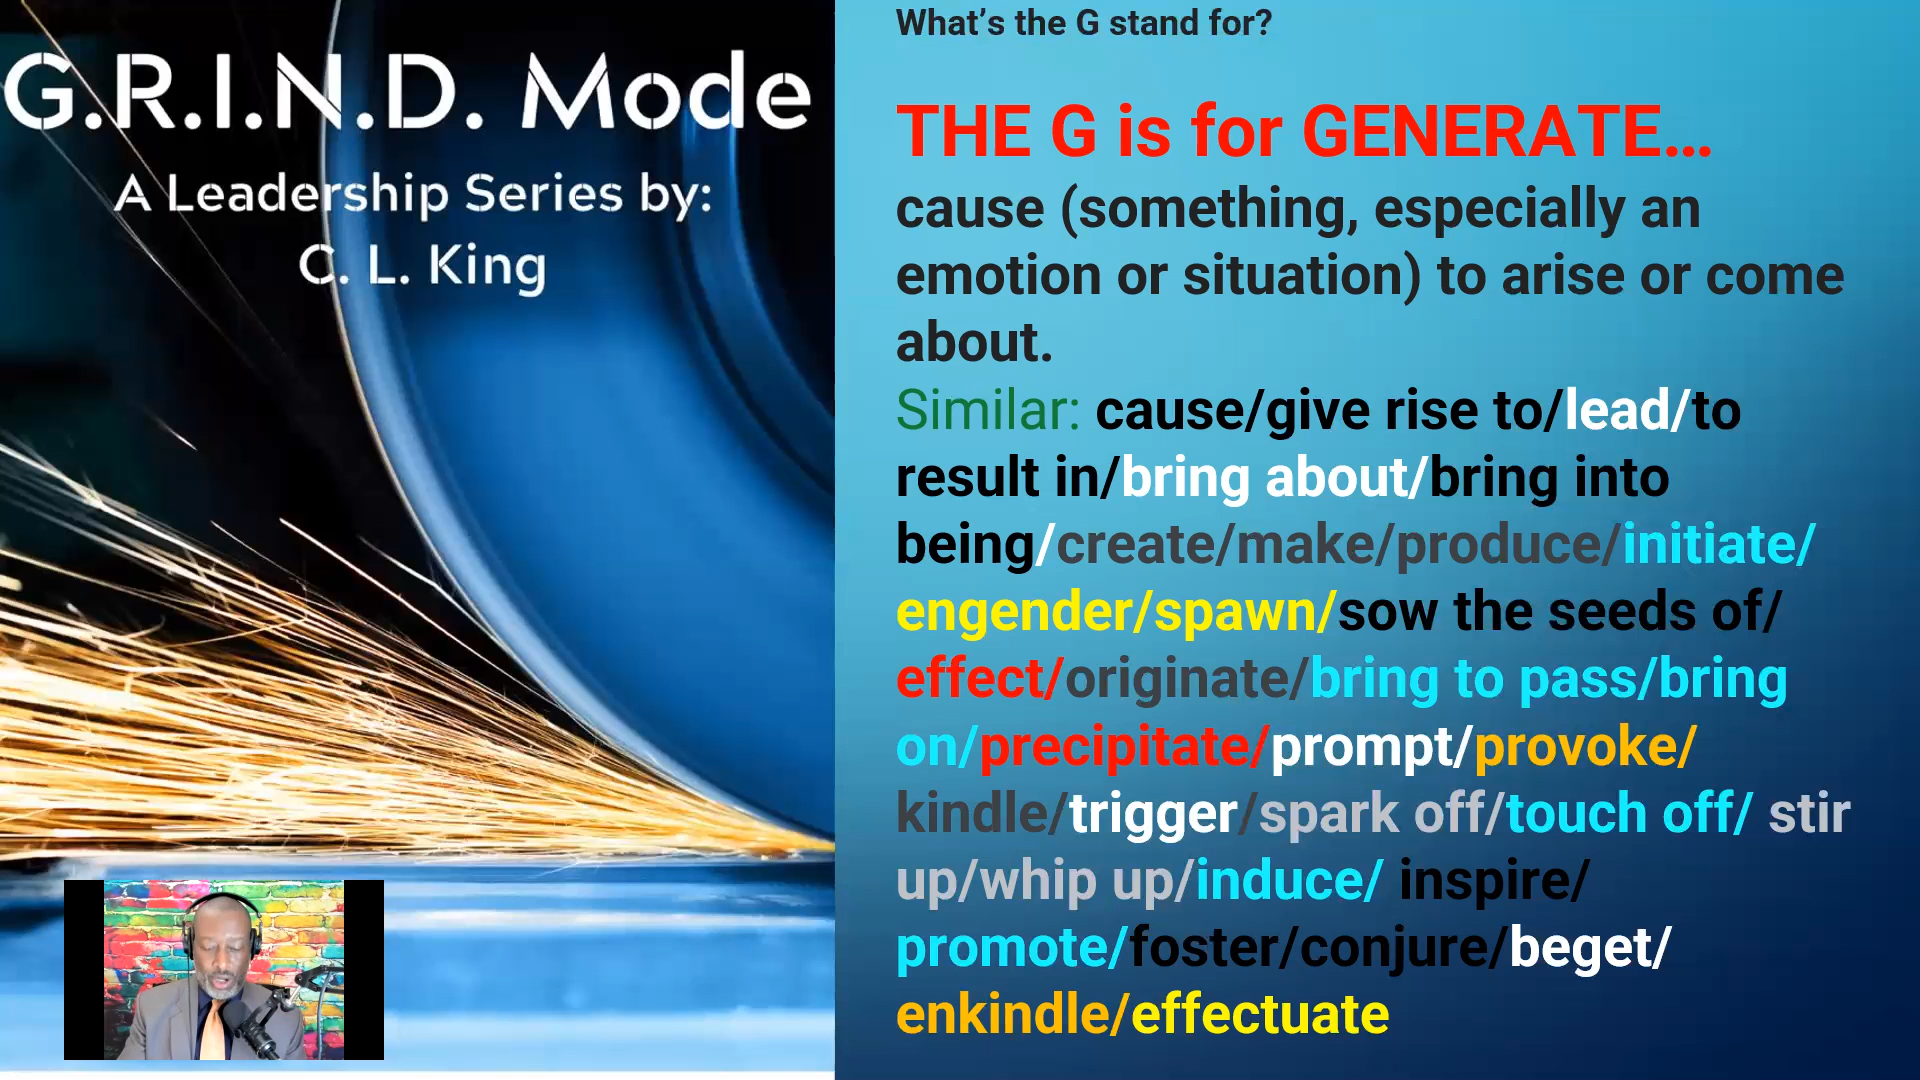 G.R.I.N.D. Mode
A Leadership Series by:
C. L. King
What’s the G stand for?
THE G is for GENERATE…
cause (something, especially an
emotion or situation) to arise or come
about.
Similar: cause/give rise to/lead/to
result in/bring about/bring into
being/create/make/produce/initiate/
engender/spawn/sow the seeds of/
effect/originate/bring to pass/bring
on/precipitate/prompt/provoke/
kindle/trigger/spark off/touch off/ stir
up/whip up/induce/ inspire/
promote/foster/conjure/beget/
enkindle/effectuate